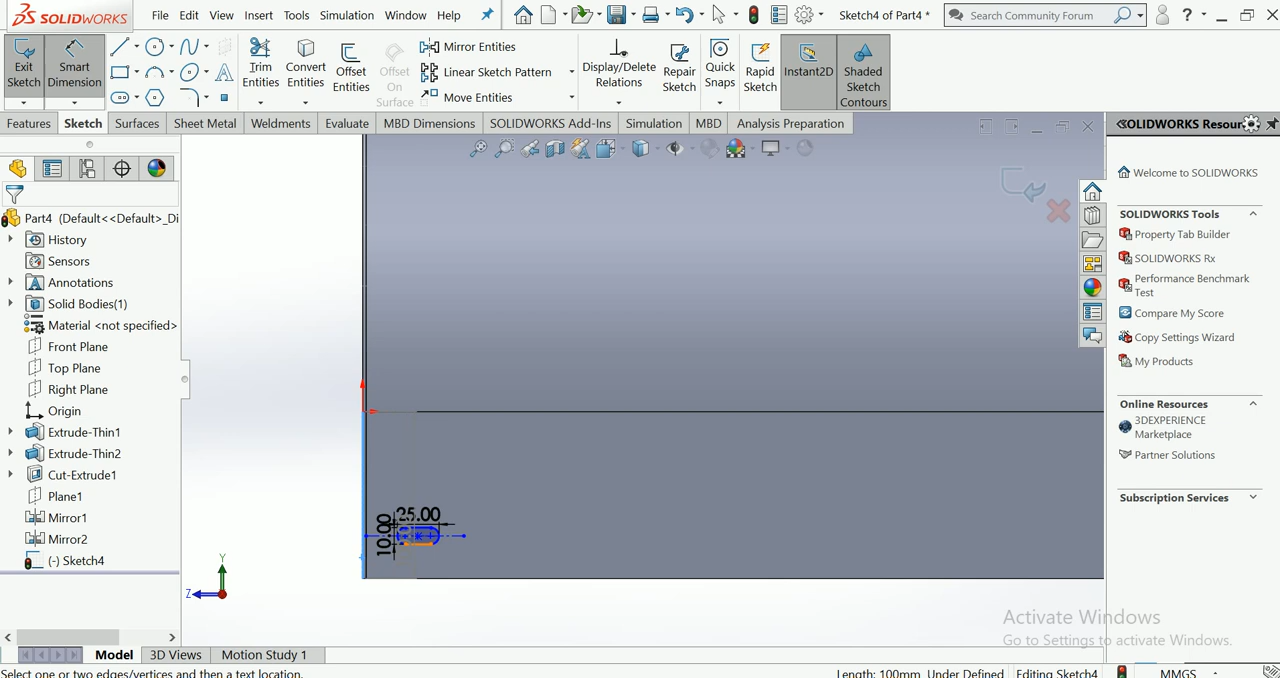 SOLIDWORKS File Edit View Insert Tools Simulation Window Help Sketch4 of Part4 * Search Community Forum ?
Exit Sketch
Smart Dimension
Trim Entities
Convert Entities
Offset Entities
Offset On Surface
Mirror Entities
Linear Sketch Pattern
Move Entities
Display/Delete Relations
Repair Sketch
Quick Snaps
Rapid Sketch
Instant2D
Shaded Sketch Contours
Features Sketch Surfaces Sheet Metal Weldments Evaluate MBD Dimensions SOLIDWORKS Add-Ins Simulation MBD Analysis Preparation
Part4 (Default<<Default>_Di
History
Sensors
Annotations
Solid Bodies(1)
Material <not specified>
Front Plane
Top Plane
Right Plane
Origin
Extrude-Thin1
Extrude-Thin2
Cut-Extrude1
Plane1
Mirror1
Mirror2
(-) Sketch4
25.00
10.00
Y
Z
SOLIDWORKS Resour
Welcome to SOLIDWORKS
SOLIDWORKS Tools
Property Tab Builder
SOLIDWORKS Rx
Performance Benchmark Test
Compare My Score
Copy Settings Wizard
My Products
Online Resources
3DEXPERIENCE Marketplace
Partner Solutions
Subscription Services
Activate Windows
Go to Settings to activate Windows.
Model 3D Views Motion Study 1
Select one or two edges/vertices and then a text location. Length: 100mm Under Defined Editing Sketch4 MMGS